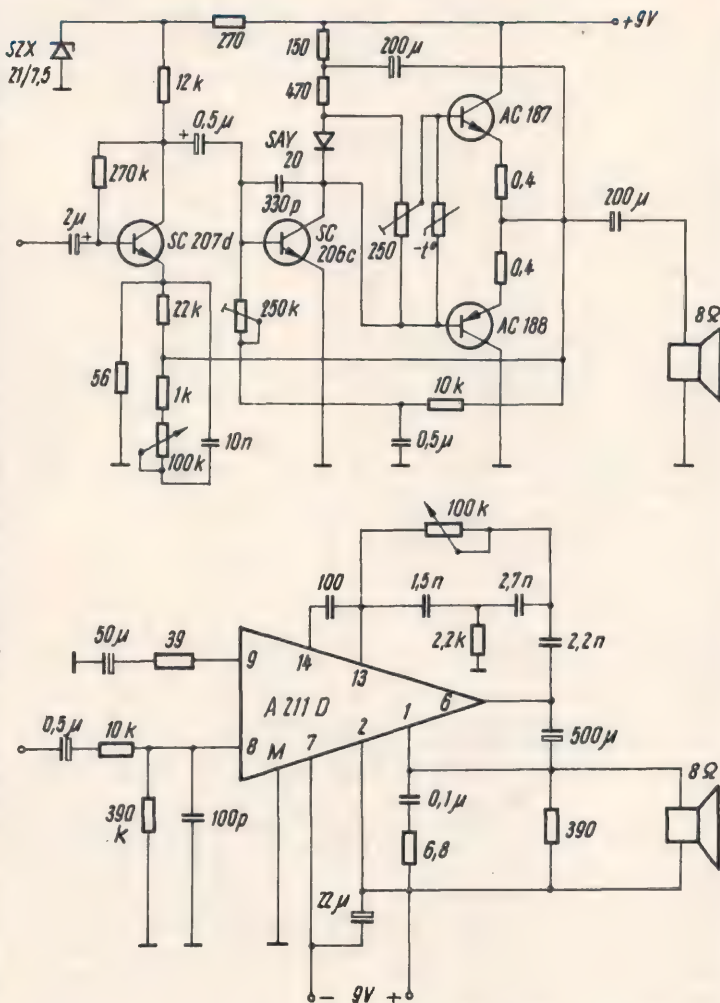 +9V
SZX
21/7,5
270
12k
150
470
200µ
0,5µ
+
SAY
20
AC 187
270k
330p
0,4
2µ
+
SC 207d
SC
206c
250
-t°
200µ
22k
250k
0,4
AC 188
8Ω
56
1k
10k
100k
10n
0,5µ
100k
100
1,5n
2,7n
50µ
39
9
14
13
2,2k
2,2n
A 211 D
6
0,5µ
10k
8
M
7
2
1
500µ
8Ω
390
k
100p
0,1µ
390
6,8
22µ
- 9V +